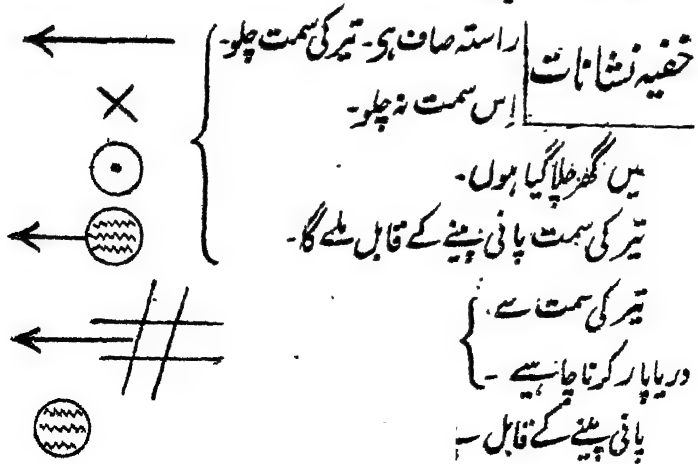 خفیہ نشانات
راستہ صاف ہی۔ تیر کی سمت چلو۔
اِس سمت نہ چلو۔
میں گھر چلا گیا ہوں۔
تیر کی سمت پانی پینے کے قابل ملے گا۔
تیر کی سمت سے
دریا پار کرنا چاہیے ۔
پانی پینے کے قابل